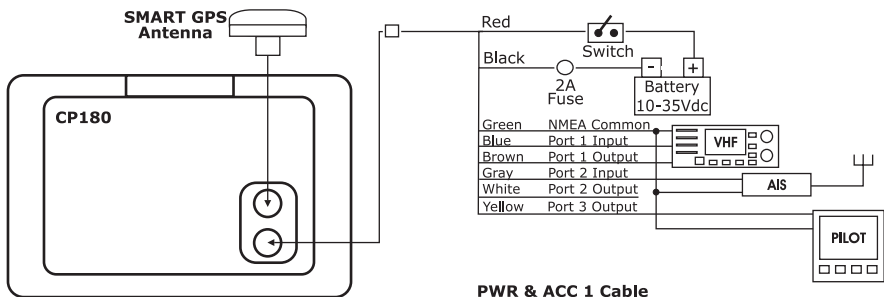 SMART GPS
Antenna
CP180
Red
Switch
Black
2A
Fuse
- +
Battery
10-35Vdc
Green NMEA Common
Blue Port 1 Input
Brown Port 1 Output
Gray Port 2 Input
White Port 2 Output
Yellow Port 3 Output
VHF
AIS
PILOT
PWR & ACC 1 Cable